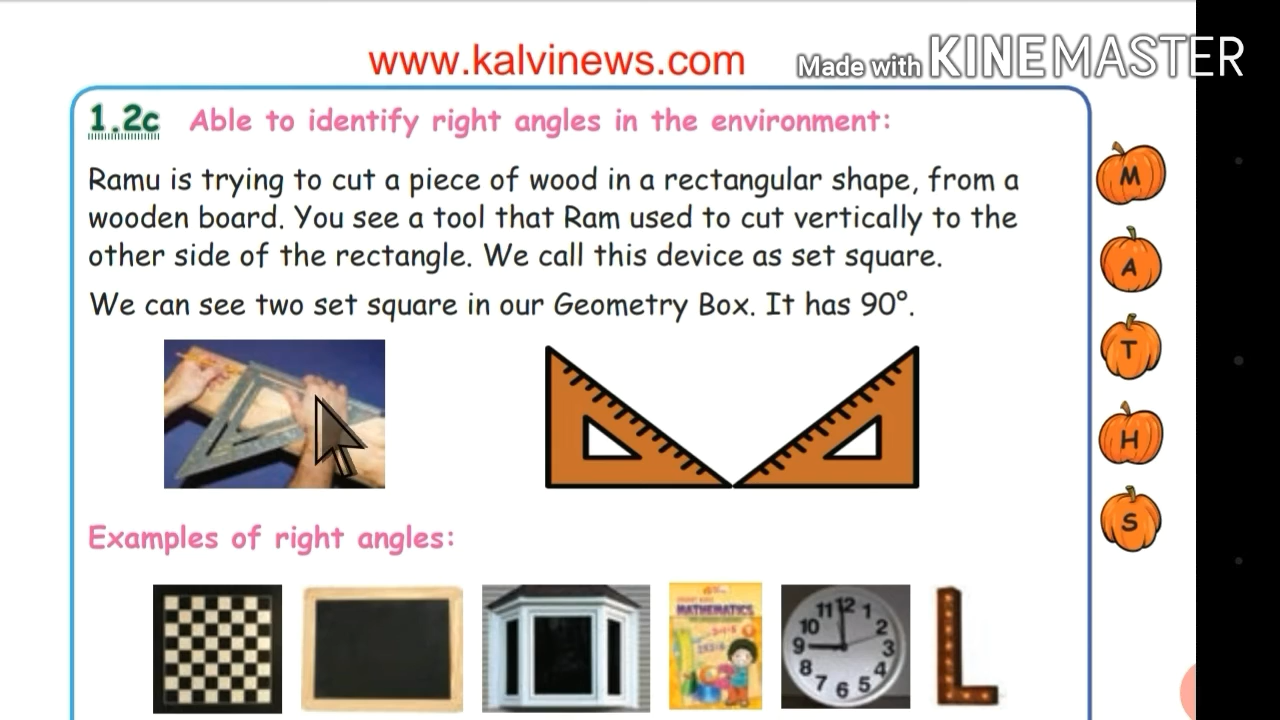 www.kalvinews.com
Made with KINEMASTER
1.2c Able to identify right angles in the environment:
Ramu is trying to cut a piece of wood in a rectangular shape, from a
wooden board. You see a tool that Ram used to cut vertically to the
other side of the rectangle. We call this device as set square.
We can see two set square in our Geometry Box. It has 90°.
M
A
T
H
S
Examples of right angles:
MATHEMATICS
11 12 1
10 2
9 3
8 4
7 6 5
L